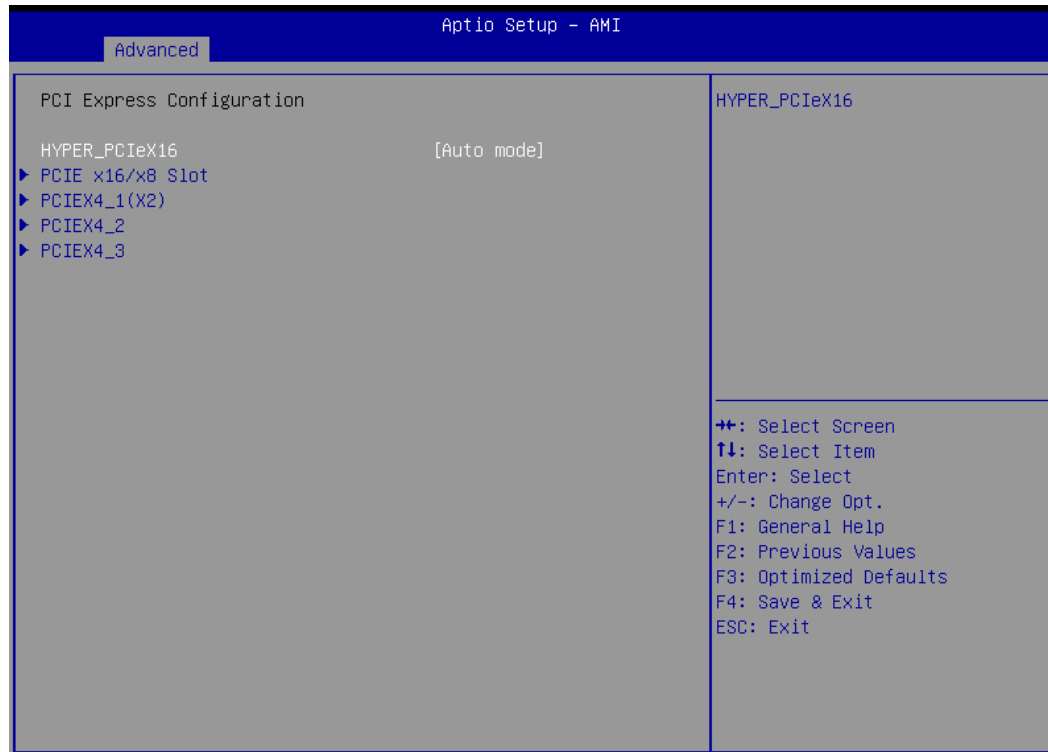 Aptio Setup – AMI
Advanced
PCI Express Configuration
HYPER_PCIeX16 [Auto mode]
PCIE x16/x8 Slot
PCIEX4_1(X2)
PCIEX4_2
PCIEX4_3
HYPER_PCIeX16
→←: Select Screen
↑↓: Select Item
Enter: Select
+/-: Change Opt.
F1: General Help
F2: Previous Values
F3: Optimized Defaults
F4: Save & Exit
ESC: Exit